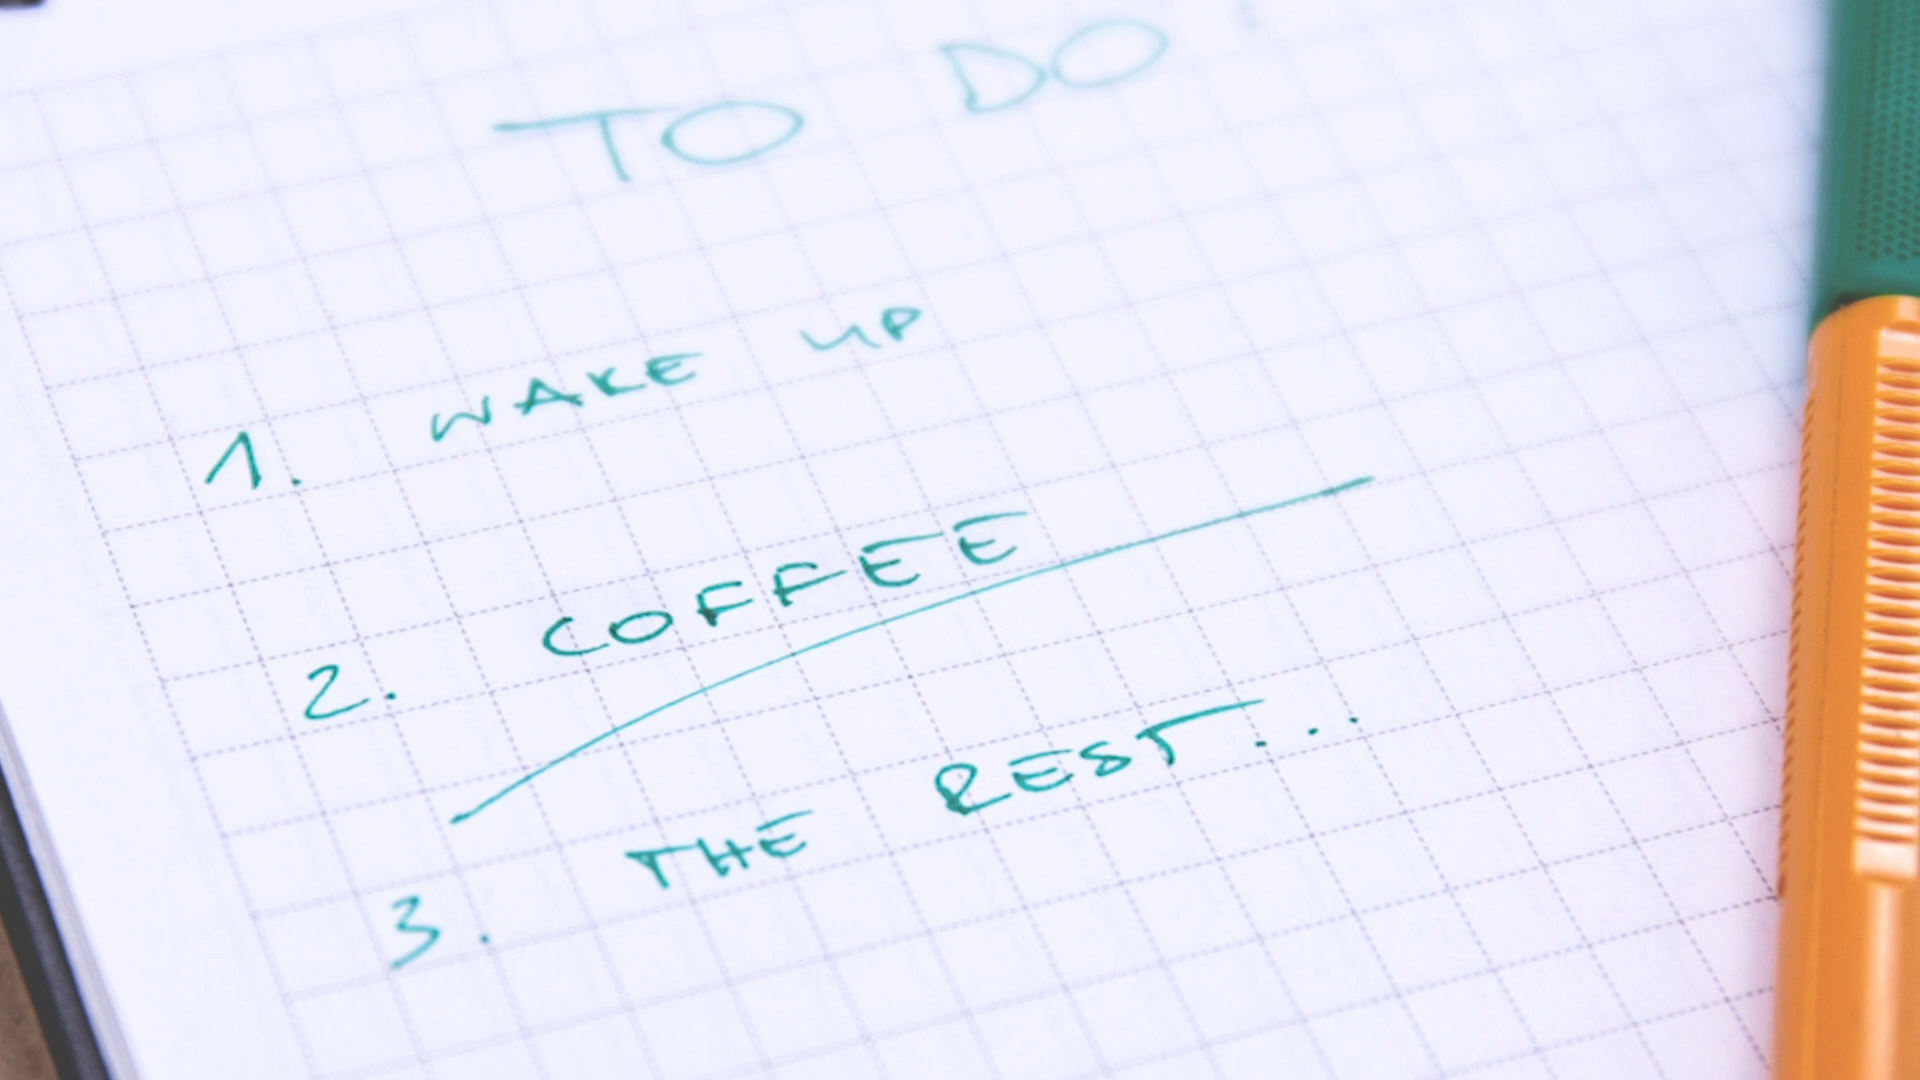 TO DO:
1. WAKE UP
2. COFFEE
3. THE REST...